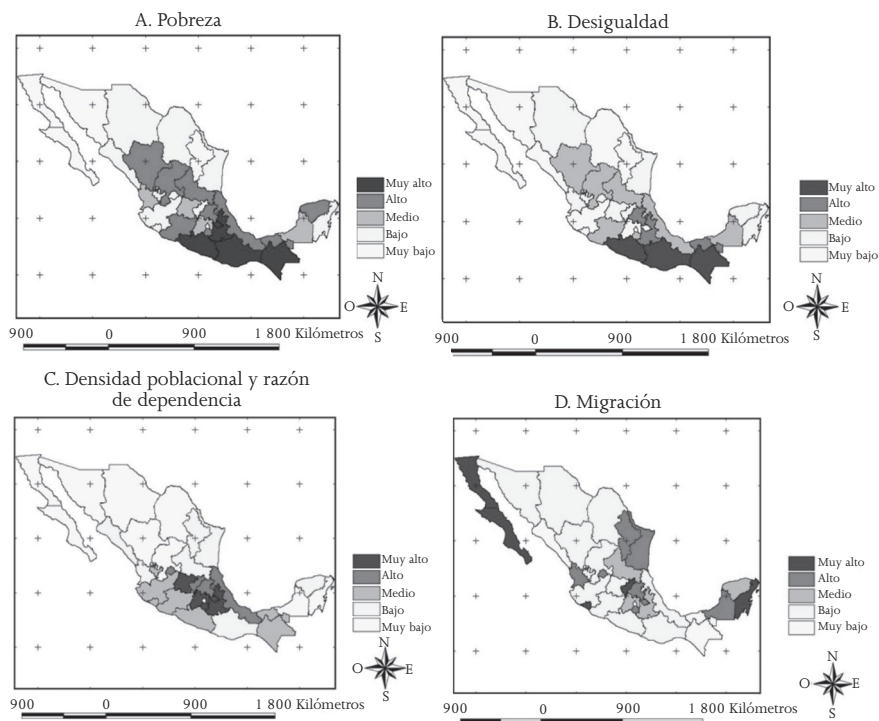 A. Pobreza
Muy alto
Alto
Medio
Bajo
Muy bajo
N
O E
S
900 0 900 1 800 Kilómetros
B. Desigualdad
Muy alto
Alto
Medio
Bajo
Muy bajo
N
O E
S
900 0 900 1 800 Kilómetros
C. Densidad poblacional y razón
de dependencia
Muy alto
Alto
Medio
Bajo
Muy bajo
N
O E
S
900 0 900 1 800 Kilómetros
D. Migración
Muy alto
Alto
Medio
Bajo
Muy bajo
N
O E
S
900 0 900 1 800 Kilómetros